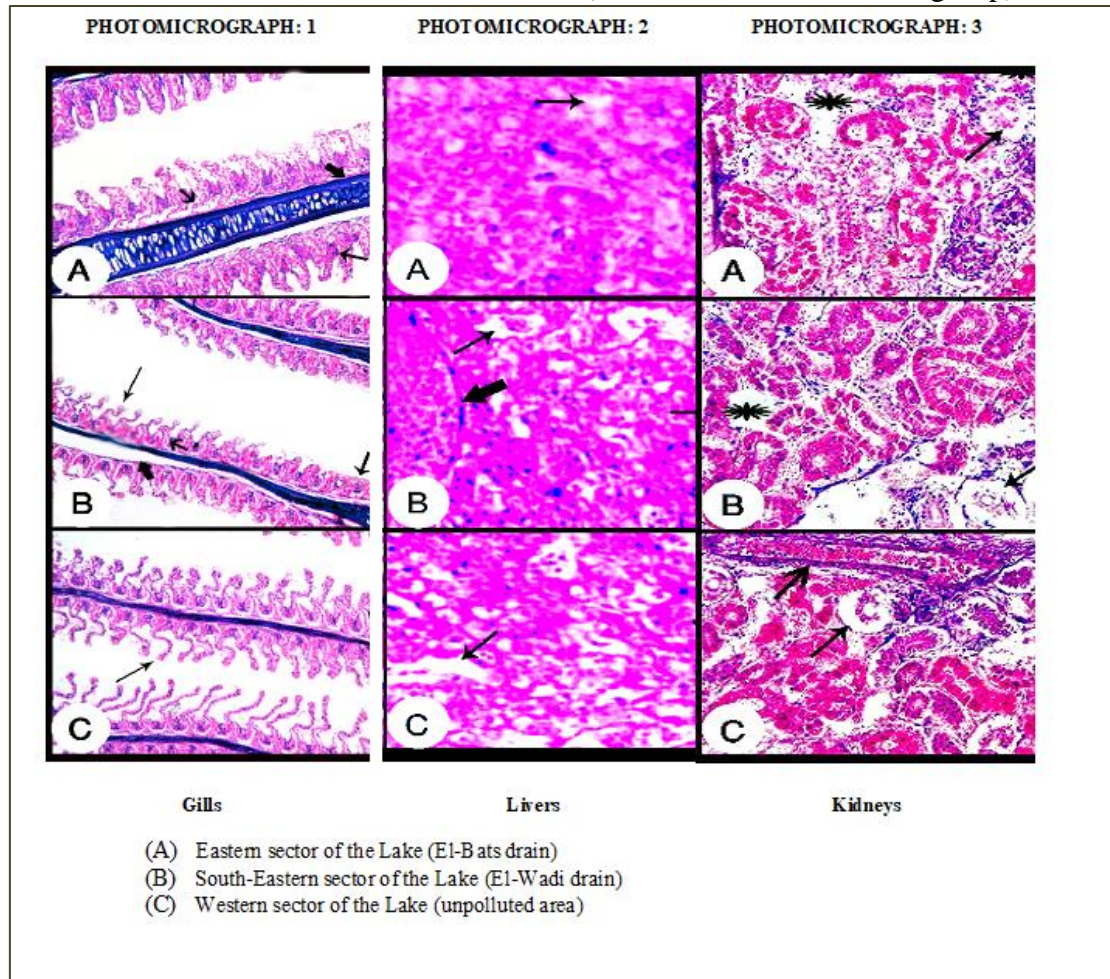 PHOTOMICROGRAPH: 1 PHOTOMICROGRAPH: 2 PHOTOMICROGRAPH: 3
A A A
B B B
C C C
Gills Livers Kidneys
(A) Eastern sector of the Lake (El-Bats drain)
(B) South-Eastern sector of the Lake (El-Wadi drain)
(C) Western sector of the Lake (unpolluted area)